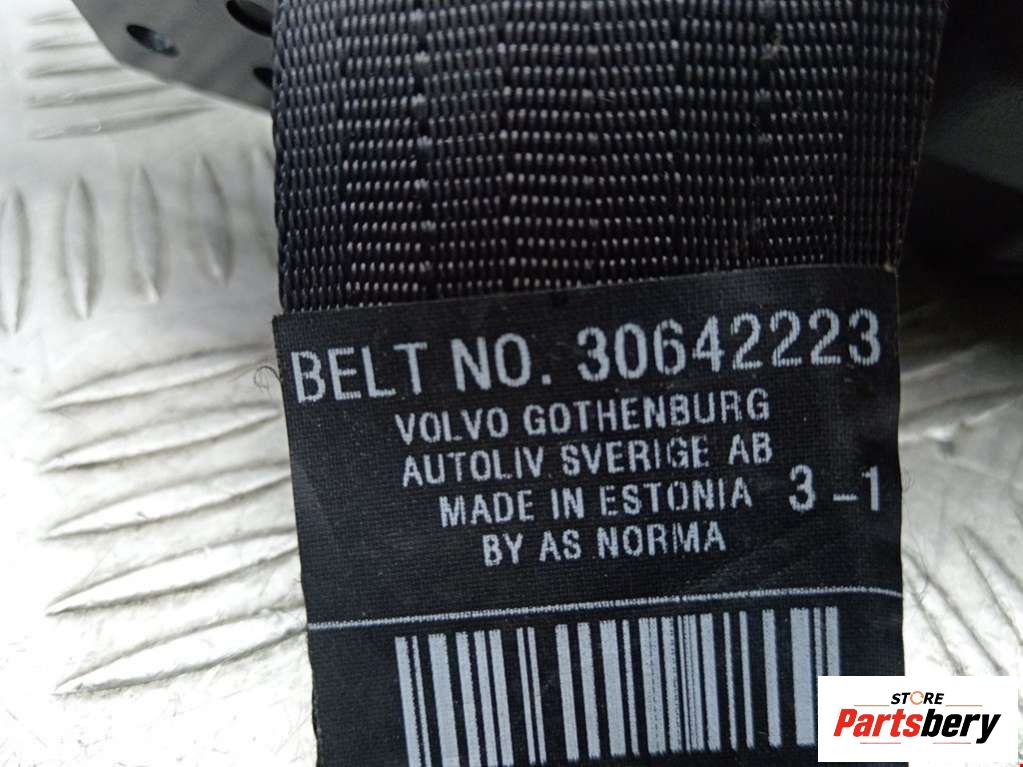 BELT NO. 30642223
VOLVO GOTHENBURG
AUTOLIV SVERIGE AB
MADE IN ESTONIA 3-1
BY AS NORMA
STORE
Partsbery